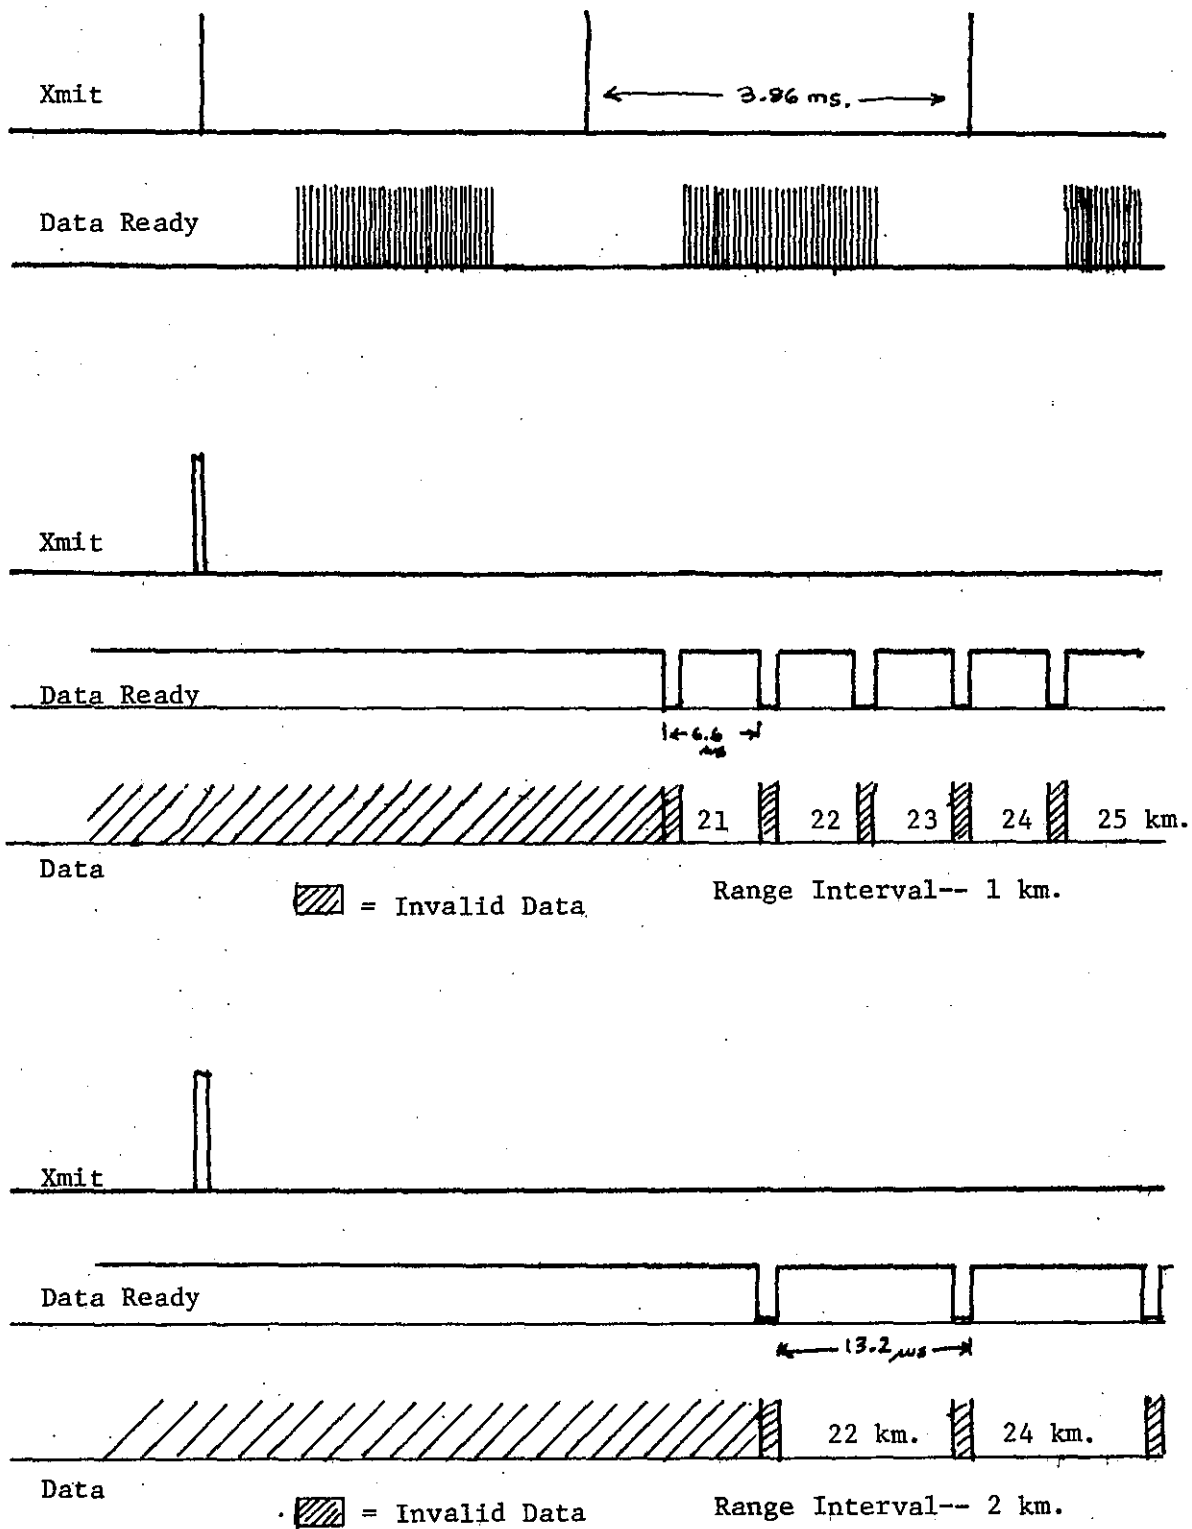 Xmit
3.86 ms.
Data Ready
Xmit
Data Ready
6.6 μs
21 22 23 24 25 km.
Data
= Invalid Data
Range Interval-- 1 km.
Xmit
Data Ready
13.2 μs
22 km. 24 km.
Data
= Invalid Data
Range Interval-- 2 km.